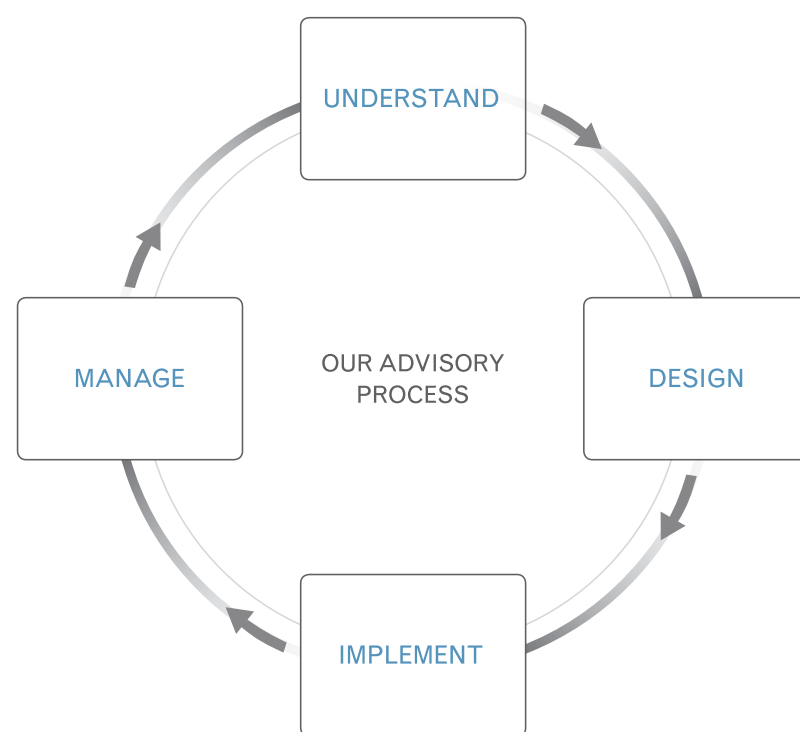 UNDERSTAND
MANAGE
OUR ADVISORY
PROCESS
DESIGN
IMPLEMENT